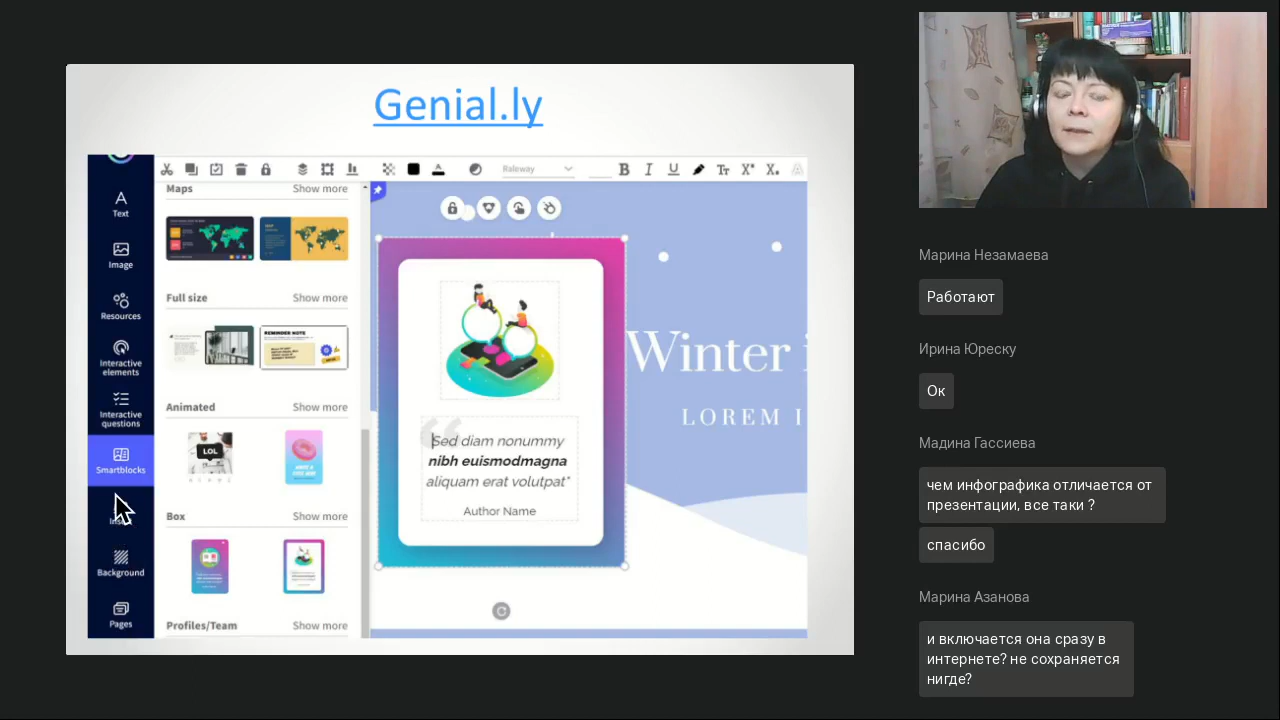 Genial.ly
Raleway
B I U Tт X* X.
Text
Image
Resources
Interactive
elements
Interactive
questions
Smartblocks
Background
Pages
Maps Show more
Full size Show more
REMINDER NOTE
Animated Show more
LOL
Box Show more
Profiles/Team Show more
Sed diam nonummy
nibh euismodmagna
aliquam erat volutpat"
Author Name
Winter i
LOREM I
Марина Незамаева
Работают
Ирина Юреску
Ок
Мадина Гассиева
чем инфографика отличается от
презентации, все таки ?
спасибо
Марина Азанова
и включается она сразу в
интернете? не сохраняется
нигде?